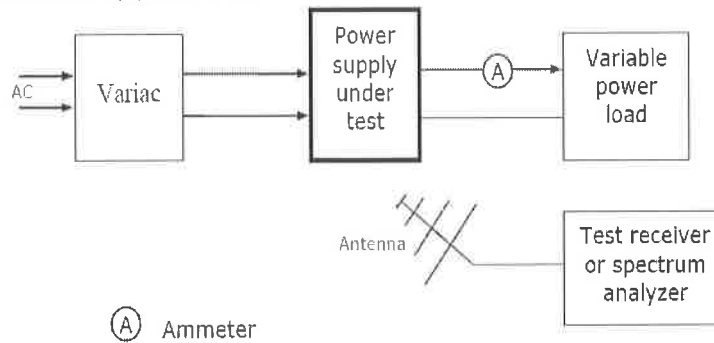 AC
Variac
Power
supply
under
test
A
Variable
power
load
Antenna
Test receiver
or spectrum
analyzer
A Ammeter